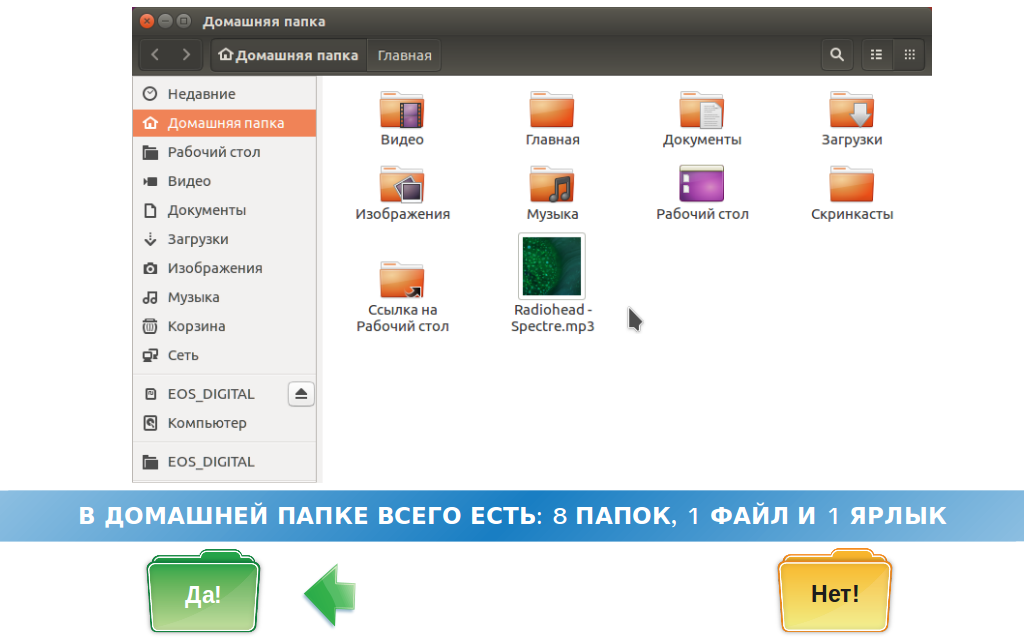 Домашняя папка
Домашняя папка Главная
Недавние
Домашняя папка
Рабочий стол
Видео
Документы
Загрузки
Изображения
Музыка
Корзина
Сеть
EOS_DIGITAL
Компьютер
EOS_DIGITAL
Видео Главная Документы Загрузки
Изображения Музыка Рабочий стол Скринкасты
Ссылка на
Рабочий стол
Radiohead -
Spectre.mp3
В ДОМАШНЕЙ ПАПКЕ ВСЕГО ЕСТЬ: 8 ПАПОК, 1 ФАЙЛ И 1 ЯРЛЫК
Да! Нет!